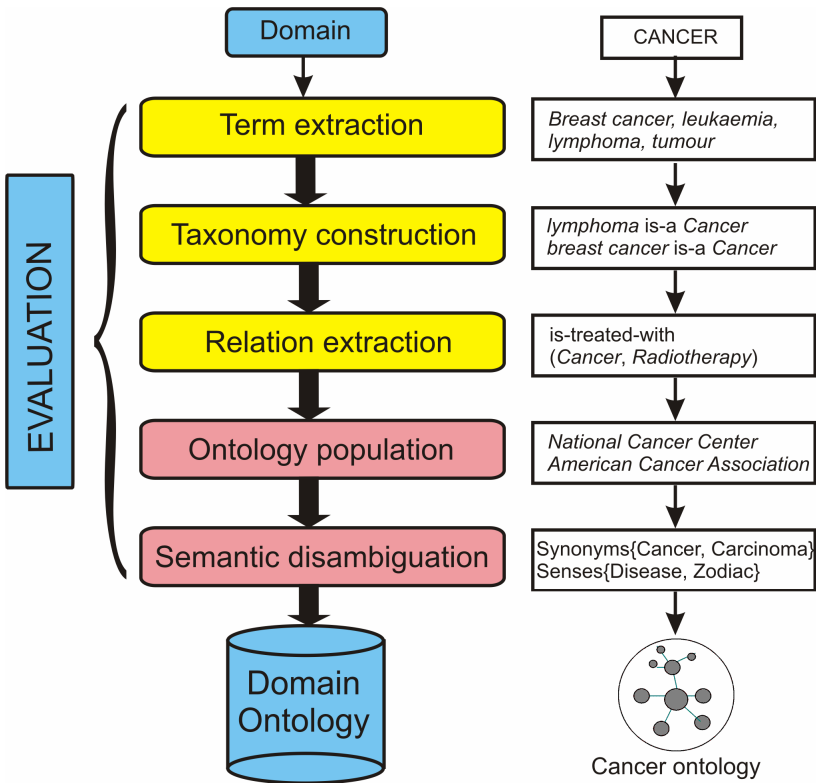 Domain
CANCER
Term extraction
Breast cancer, leukaemia,
lymphoma, tumour
Taxonomy construction
lymphoma is-a Cancer
breast cancer is-a Cancer
EVALUATION
Relation extraction
is-treated-with
(Cancer, Radiotherapy)
Ontology population
National Cancer Center
American Cancer Association
Semantic disambiguation
Synonyms{Cancer, Carcinoma}
Senses{Disease, Zodiac}
Domain
Ontology
Cancer ontology